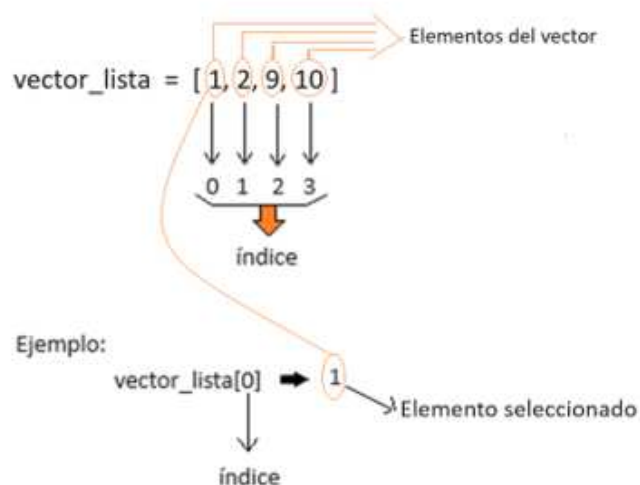 Elementos del vector
vector_lista = [ 1, 2, 9, 10 ]
0 1 2 3
índice
Ejemplo:
vector_lista[0] 1
Elemento seleccionado
índice